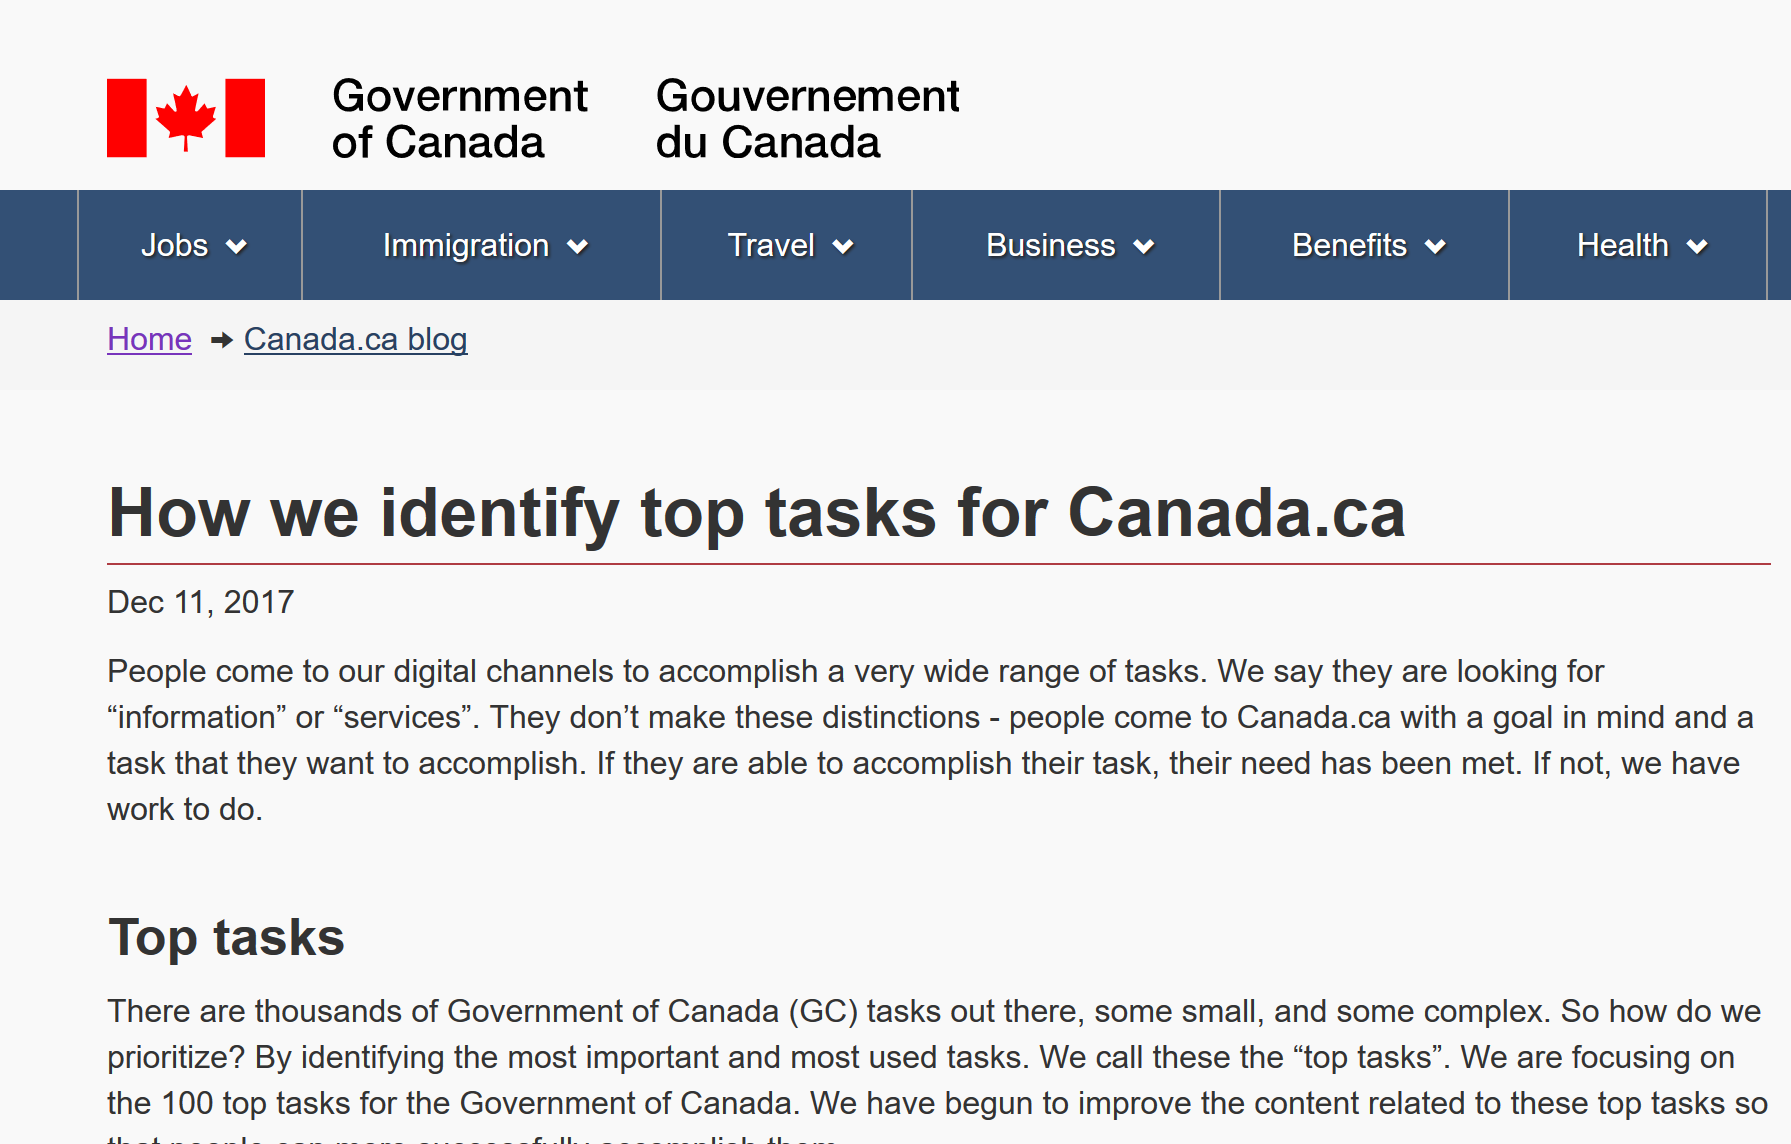 Government of Canada
Gouvernement du Canada
Jobs Immigration Travel Business Benefits Health
Home Canada.ca blog
How we identify top tasks for Canada.ca
Dec 11, 2017
People come to our digital channels to accomplish a very wide range of tasks. We say they are looking for
“information” or “services”. They don’t make these distinctions - people come to Canada.ca with a goal in mind and a
task that they want to accomplish. If they are able to accomplish their task, their need has been met. If not, we have
work to do.
Top tasks
There are thousands of Government of Canada (GC) tasks out there, some small, and some complex. So how do we
prioritize? By identifying the most important and most used tasks. We call these the “top tasks”. We are focusing on
the 100 top tasks for the Government of Canada. We have begun to improve the content related to these top tasks so
that people can more successfully accomplish them.